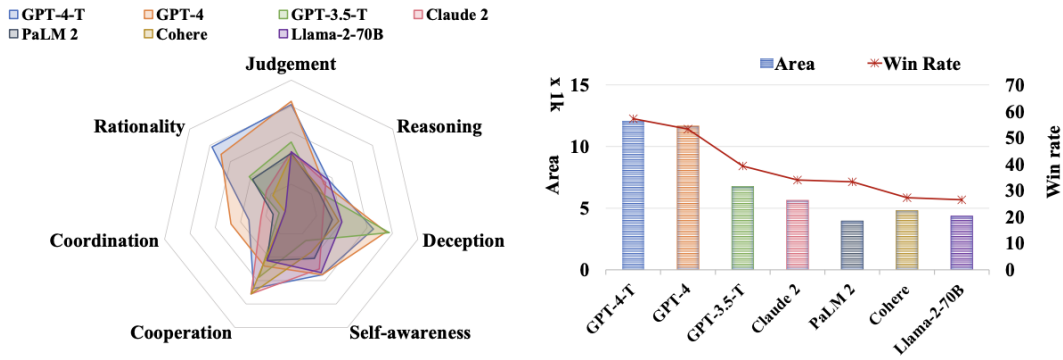 GPT-4-T GPT-4 GPT-3.5-T Claude 2
PaLM 2 Cohere Llama-2-70B
Judgement
Rationality Reasoning
Coordination Deception
Cooperation Self-awareness
Area Win Rate
x 1k
15 70
60
10 50
40
5 30
20
10
0 0
Area
Win rate
GPT-4-T GPT-4 GPT-3.5-T Claude 2 PaLM 2 Cohere Llama-2-70B